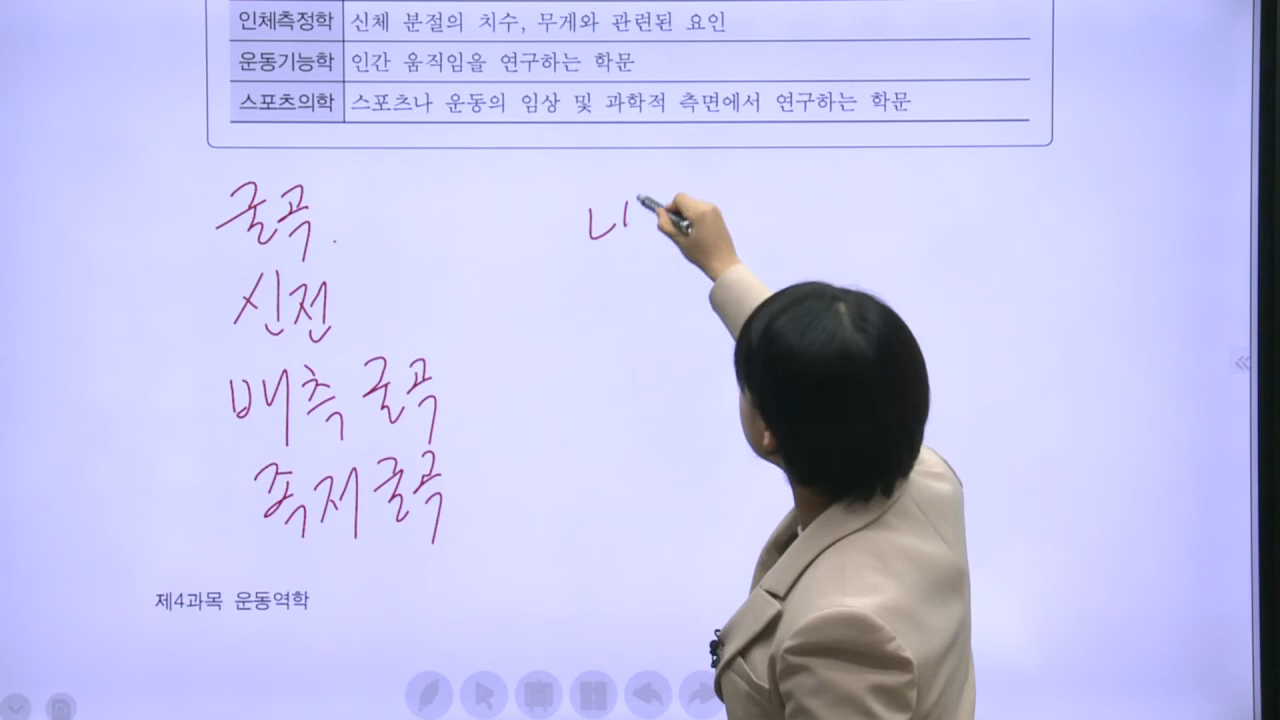 인체측정학 신체 분절의 치수, 무게와 관련된 요인
운동기능학 인간 움직임을 연구하는 학문
스포츠의학 스포츠나 운동의 임상 및 과학적 측면에서 연구하는 학문
굴곡.
신전
배측 굴곡
족저굴곡
제4과목 운동역학